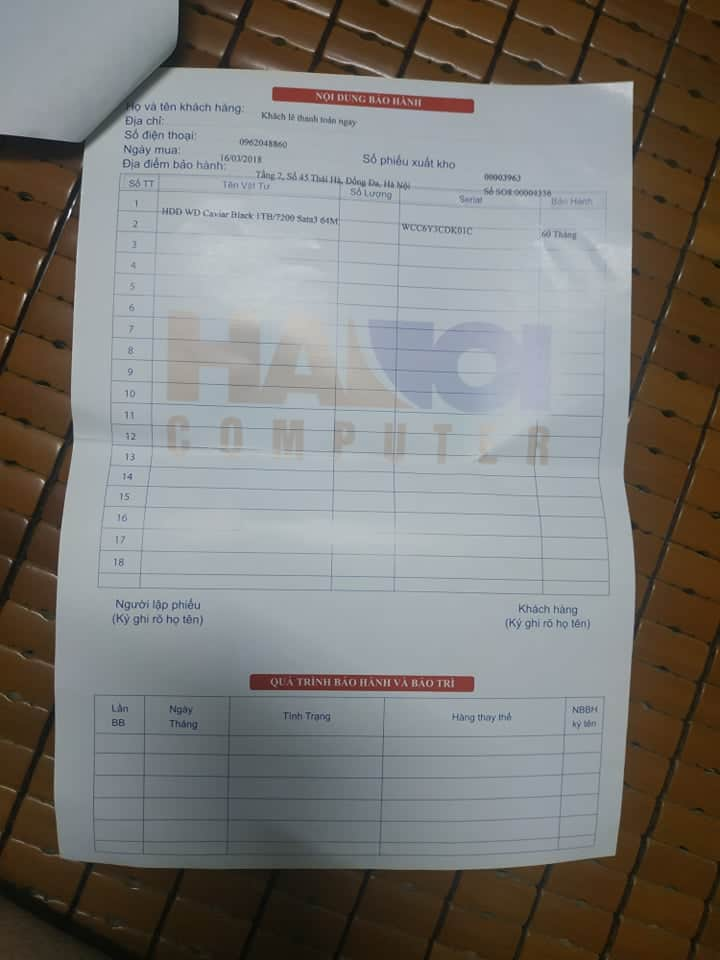 NỘI DUNG BẢO HÀNH
Họ và tên khách hàng: Khách lẻ thanh toán ngay
Địa chỉ:
Số điện thoại: 0962048860
Ngày mua: 16/03/2018 Số phiếu xuất kho 00003963
Địa điểm bảo hành: Tầng 2, Số 45 Thái Hà, Đống Đa, Hà Nội Số SO8:00004336
Số TT Tên Vật Tư Số Lượng Serial Bảo Hành
1 HDD WD Caviar Black 1TB/7200 Sata3 64M WCC6Y3CDK01C 60 Tháng
2
3
4
5
6
7
8
9
10
11
12
13
14
15
16
17
18
HANOI
COMPUTER
Người lập phiếu Khách hàng
(Ký ghi rõ họ tên) (Ký ghi rõ họ tên)
QUÁ TRÌNH BẢO HÀNH VÀ BẢO TRÌ
Lần BB Ngày Tháng Tình Trạng Hàng thay thế NBBH ký tên